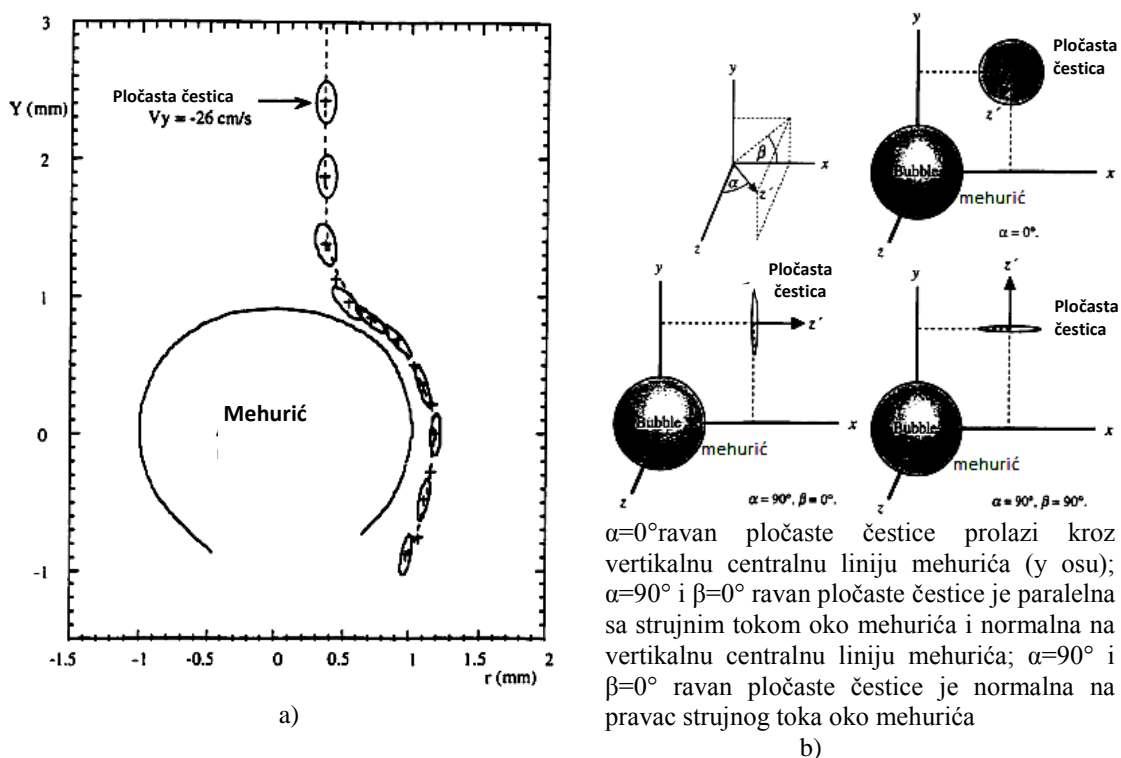 3
Y (mm)
2
1
0
-1
Pločasta čestica
Vy = -26 cm/s
Mehurić
-1.5
-1
-0.5
0
0.5
1
1.5
2
r (mm)
a)
y
β
x
α
z´
z
y
Pločasta
čestica
z´
Bubble
mehurić
x
z
α = 0°.
y
Pločasta
čestica
z´
Bubble
mehurić
x
z
α = 90°, β = 0°.
y
z´
Pločasta
čestica
Bubble
mehurić
x
z
α = 90°, β = 90°.
α=0°ravan pločaste čestice prolazi kroz
vertikalnu centralnu liniju mehurića (y osu);
α=90° i β=0° ravan pločaste čestice je paralelna
sa strujnim tokom oko mehurića i normalna na
vertikalnu centralnu liniju mehurića; α=90° i
β=0° ravan pločaste čestice je normalna na
pravac strujnog toka oko mehurića
b)